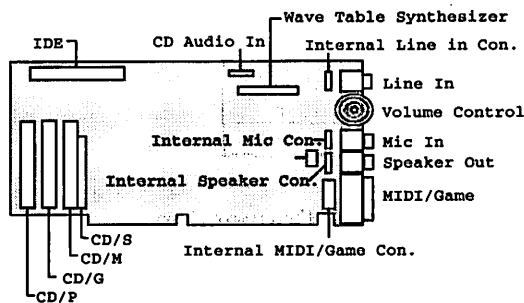 Wave Table Synthesizer
IDE
CD Audio In
Internal Line in Con.
Line In
Volume Control
Internal Mic Con.
Mic In
Speaker Out
Internal Speaker Con.
MIDI/Game
CD/S
Internal MIDI/Game Con.
CD/M
CD/G
CD/P